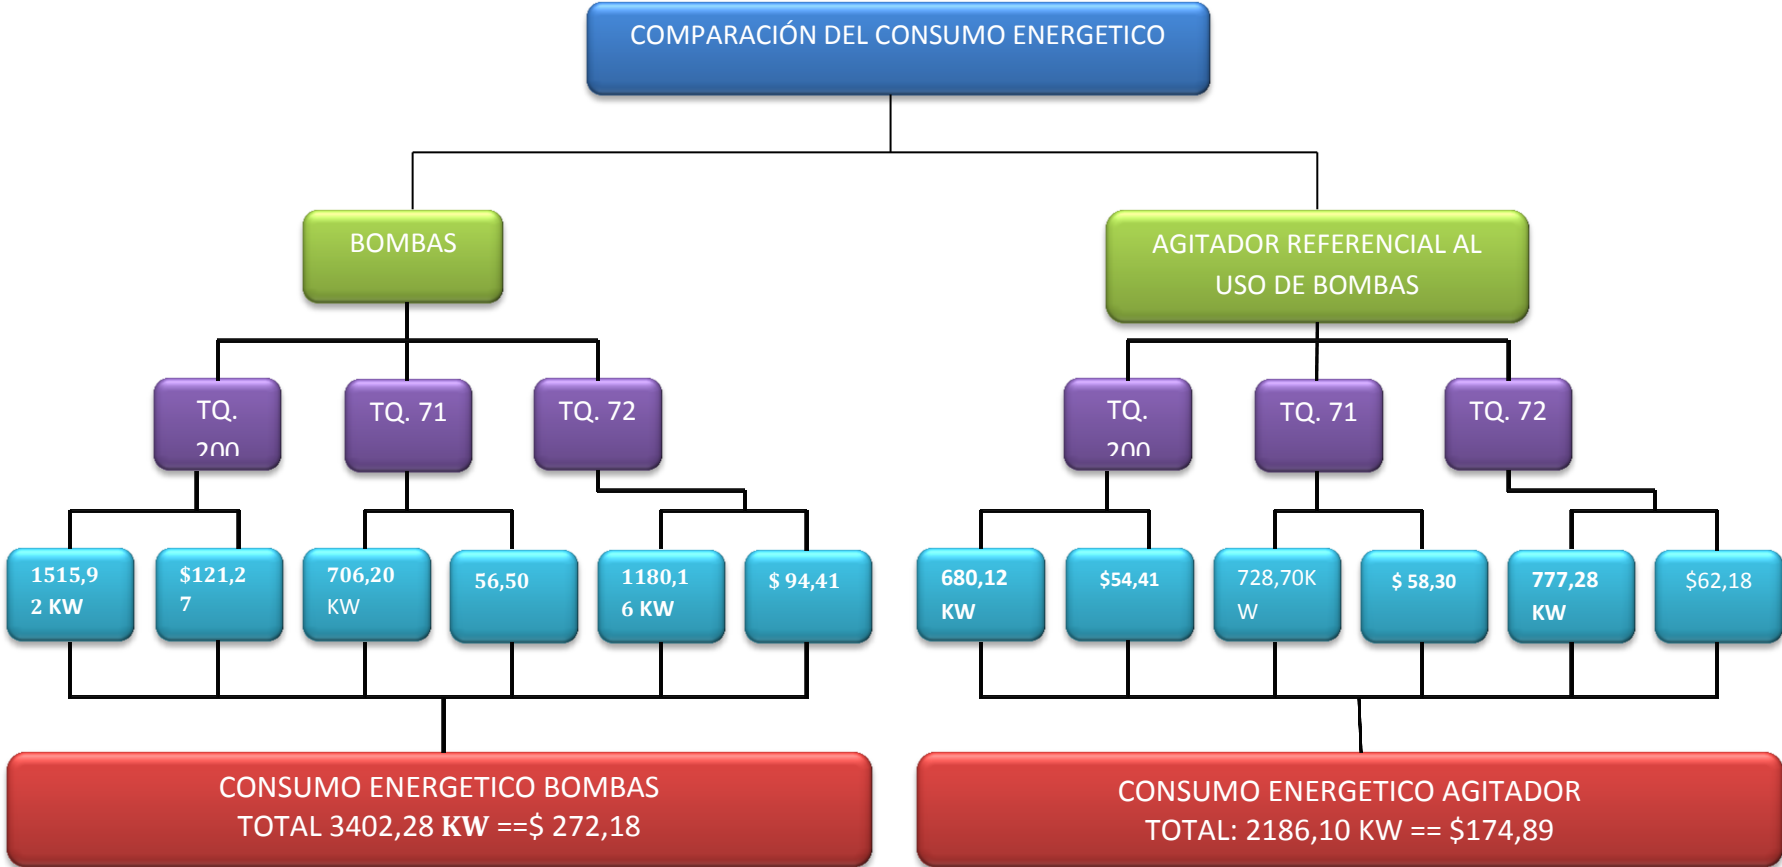 COMPARACIÓN DEL CONSUMO ENERGETICO
BOMBAS
AGITADOR REFERENCIAL AL
USO DE BOMBAS
TQ.
200
TQ. 71
TQ. 72
TQ.
200
TQ. 71
TQ. 72
1515,9
2 KW
$121,2
7
706,20
KW
56,50
1180,1
6 KW
$ 94,41
680,12
KW
$54,41
728,70K
W
$ 58,30
777,28
KW
$62,18
CONSUMO ENERGETICO BOMBAS
TOTAL 3402,28 KW ==$ 272,18
CONSUMO ENERGETICO AGITADOR
TOTAL: 2186,10 KW == $174,89